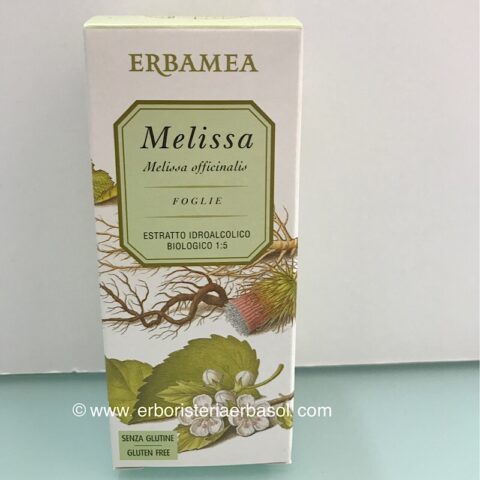 ERBAMEA
Melissa
Melissa officinalis
FOGLIE
ESTRATTO IDROALCOLICO
BIOLOGICO 1:5
© www. erboristeriaerbasol. com
SENZA GLUTINE
GLUTEN FREE